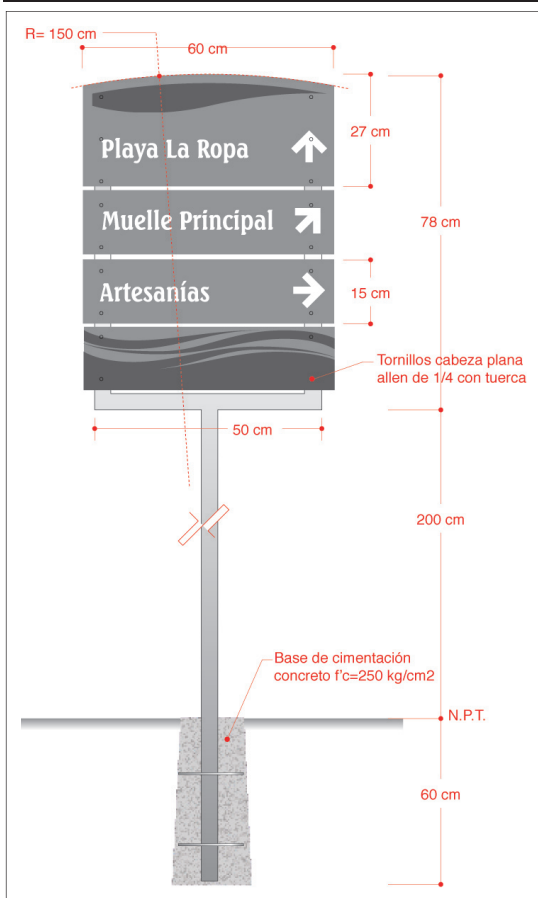 R= 150 cm
60 cm
27 cm
Playa La Ropa
Muelle Principal
78 cm
Artesanías
15 cm
Tornillos cabeza plana
allen de 1/4 con tuerca
50 cm
200 cm
Base de cimentación
concreto f'c=250 kg/cm2
N.P.T.
60 cm